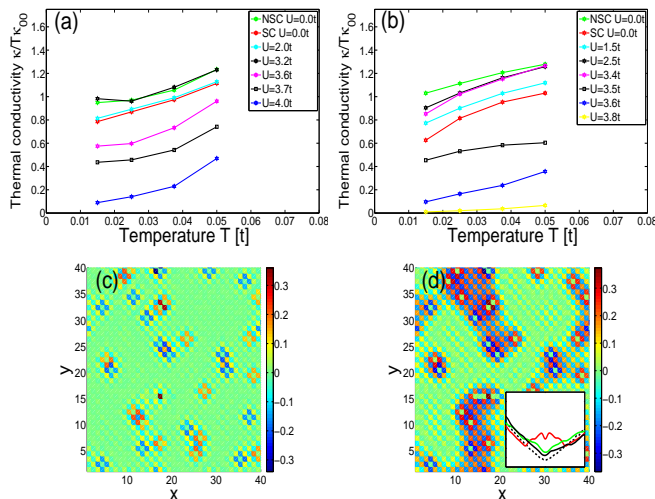 (a)
Thermal conductivity κ/Tκ00
1.6
1.4
1.2
1
0.8
0.6
0.4
0.2
0
0
0.01
0.02
0.03
0.04
0.05
0.06
0.07
0.08
Temperature T [t]
NSC U=0.0t
SC U=0.0t
U=2.0t
U=3.2t
U=3.6t
U=3.7t
U=4.0t
(b)
Thermal conductivity κ/Tκ00
1.6
1.4
1.2
1
0.8
0.6
0.4
0.2
0
0
0.01
0.02
0.03
0.04
0.05
0.06
0.07
0.08
Temperature T [t]
NSC U=0.0t
SC U=0.0t
U=1.5t
U=2.5t
U=3.4t
U=3.5t
U=3.6t
U=3.8t
(c)
y
40
35
30
25
20
15
10
5
10
20
30
40
x
0.3
0.2
0.1
0
−0.1
−0.2
−0.3
(d)
y
40
35
30
25
20
15
10
5
10
20
30
40
x
0.3
0.2
0.1
0
−0.1
−0.2
−0.3